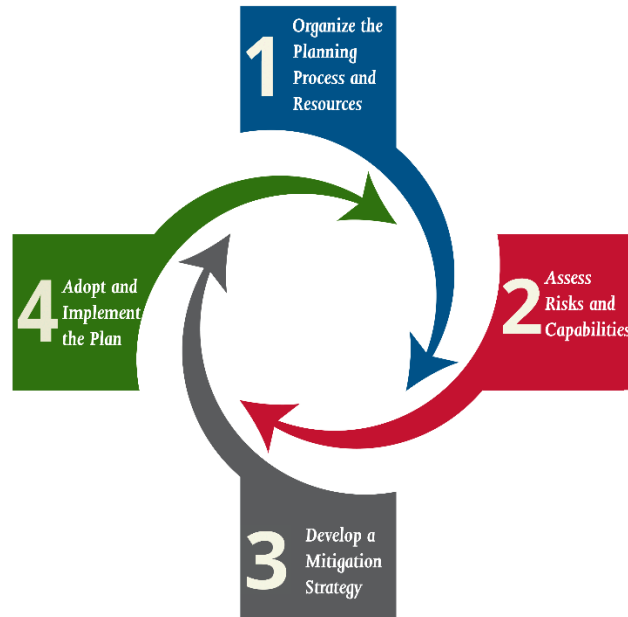 1
Organize the
Planning
Process and
Resources
2
Assess
Risks and
Capabilities
3
Develop a
Mitigation
Strategy
4
Adopt and
Implement
the Plan